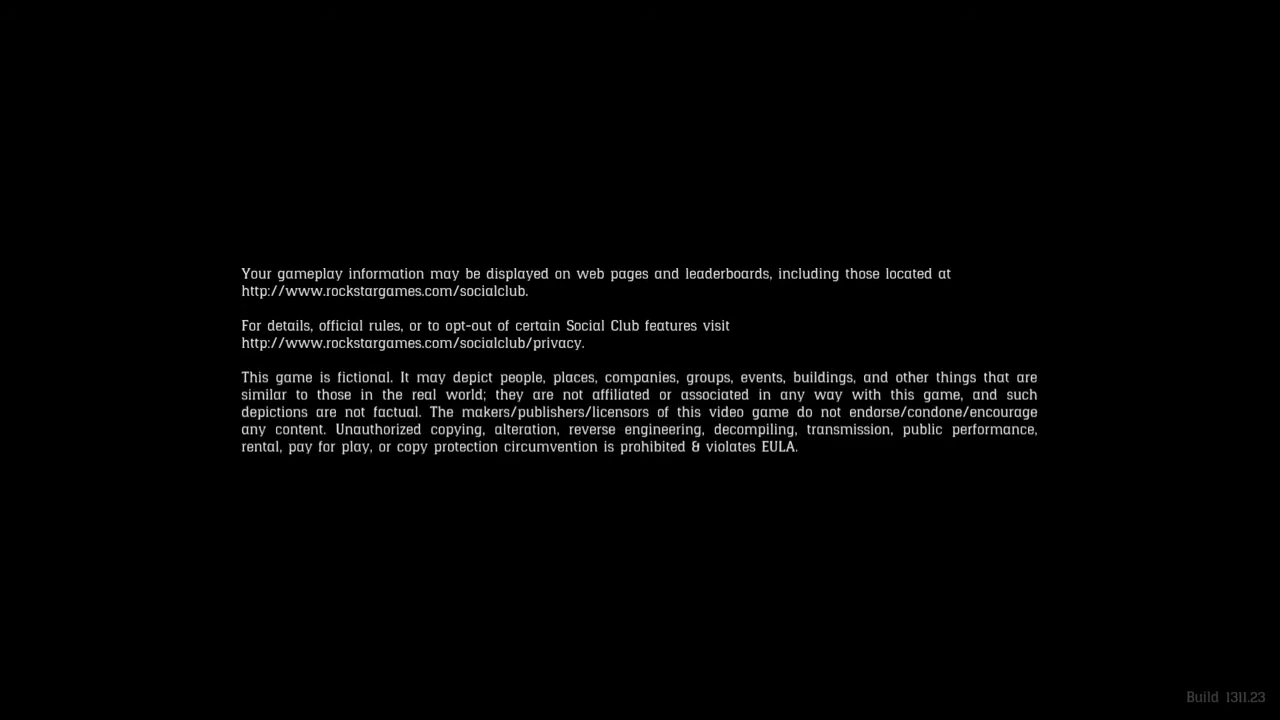 Your gameplay information may be displayed on web pages and leaderboards, including those located at
http://www.rockstargames.com/socialclub.
For details, official rules, or to opt-out of certain Social Club features visit
http://www.rockstargames.com/socialclub/privacy.
This game is fictional. It may depict people, places, companies, groups, events, buildings, and other things that are
similar to those in the real world; they are not affiliated or associated in any way with this game, and such
depictions are not factual. The makers/publishers/licensors of this video game do not endorse/condone/encourage
any content. Unauthorized copying, alteration, reverse engineering, decompiling, transmission, public performance,
rental, pay for play, or copy protection circumvention is prohibited & violates EULA.
Build 1311.23